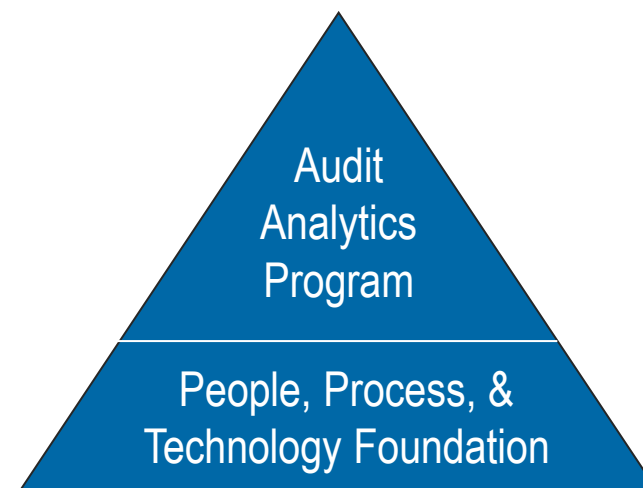 Audit
Analytics
Program
People, Process, &
Technology Foundation